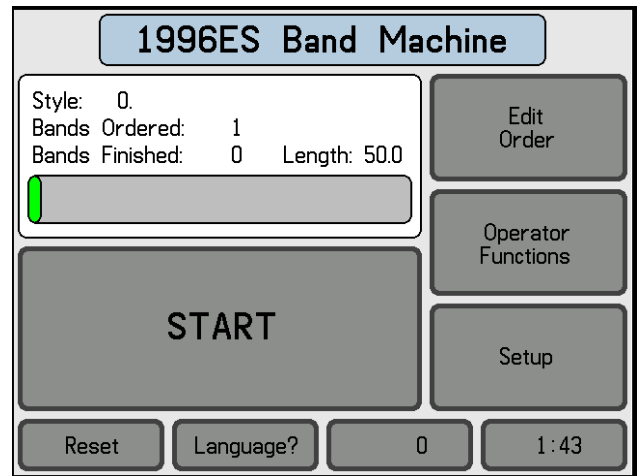 1996ES Band Machine
Style: 0.
Bands Ordered: 1
Bands Finished: 0 Length: 50.0
Edit
Order
Operator
Functions
START
Setup
Reset
Language?
0
1:43